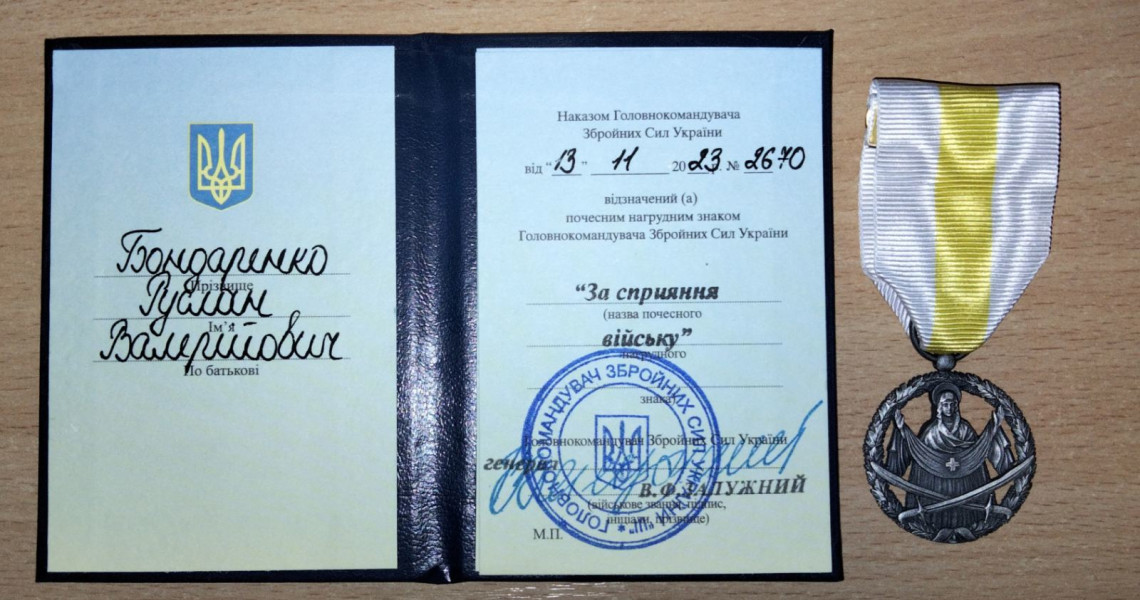 Бондаренко
Прізвище
Руслан
Ім'я
Валерійович
По батькові
Наказом Головнокомандувача
Збройних Сил України
від "13" 11 2023. № 2670
відзначений (а)
почесним нагрудним знаком
Головнокомандувача Збройних Сил України
"За сприяння
(назва почесного
війську"
нагрудного
знака)
Головнокомандувач Збройних Сил України
генерал
В.Ф.ЗАЛУЖНИЙ
(військове звання, підпис,
ініціали, прізвище)
М.П.
ГОЛОВНОКОМАНДУВАЧ ЗБРОЙНИХ СИЛ УКРАЇНИ